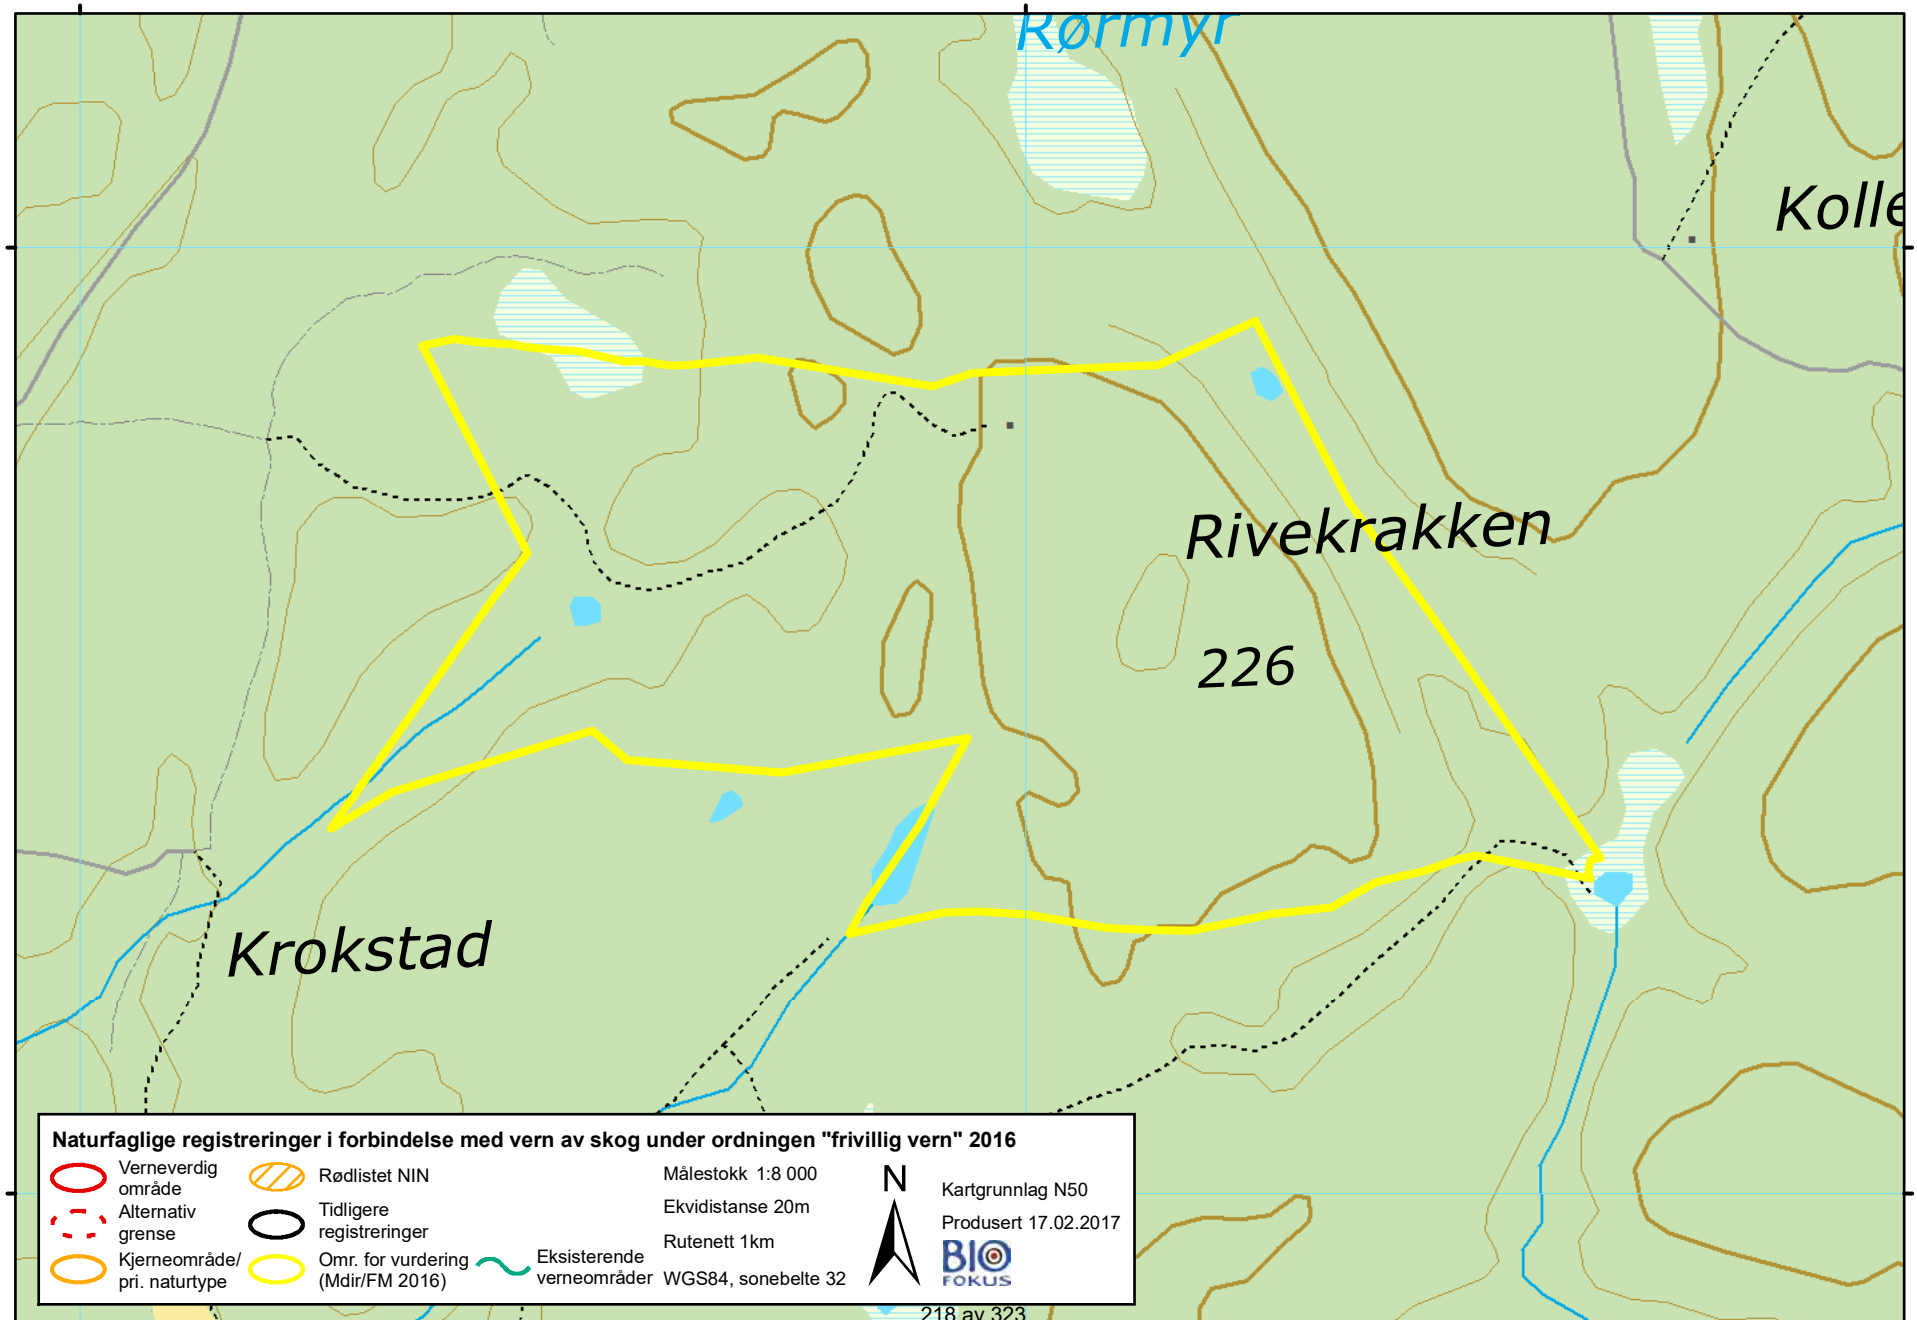 Rørmyr
Kolle
Rivekrakken
226
Krokstad
Naturfaglige registreringer i forbindelse med vern av skog under ordningen "frivillig vern" 2016
Verneverdig
område
Alternativ
grense
Kjerneområde/
pri. naturtype
Rødlistet NIN
Tidligere
registreringer
Omr. for vurdering
(Mdir/FM 2016)
Eksisterende
verneområder
Målestokk 1:8 000
Ekvidistanse 20m
Rutenett 1km
WGS84, sonebelte 32
N
Kartgrunnlag N50
Produsert 17.02.2017
BIO
FOKUS
218 av 323